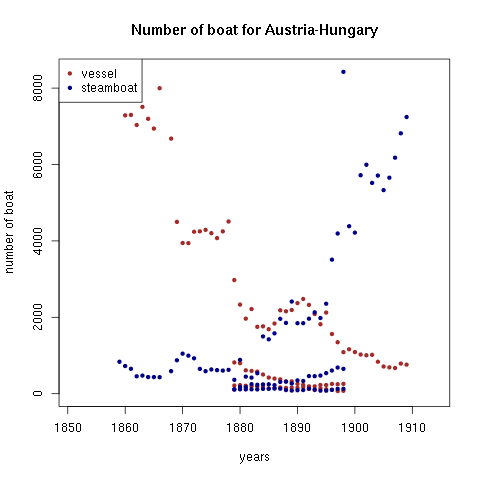 Number of boat for Austria-Hungary
vessel
steamboat
number of boat
8000
6000
4000
2000
0
1850 1860 1870 1880 1890 1900 1910
years